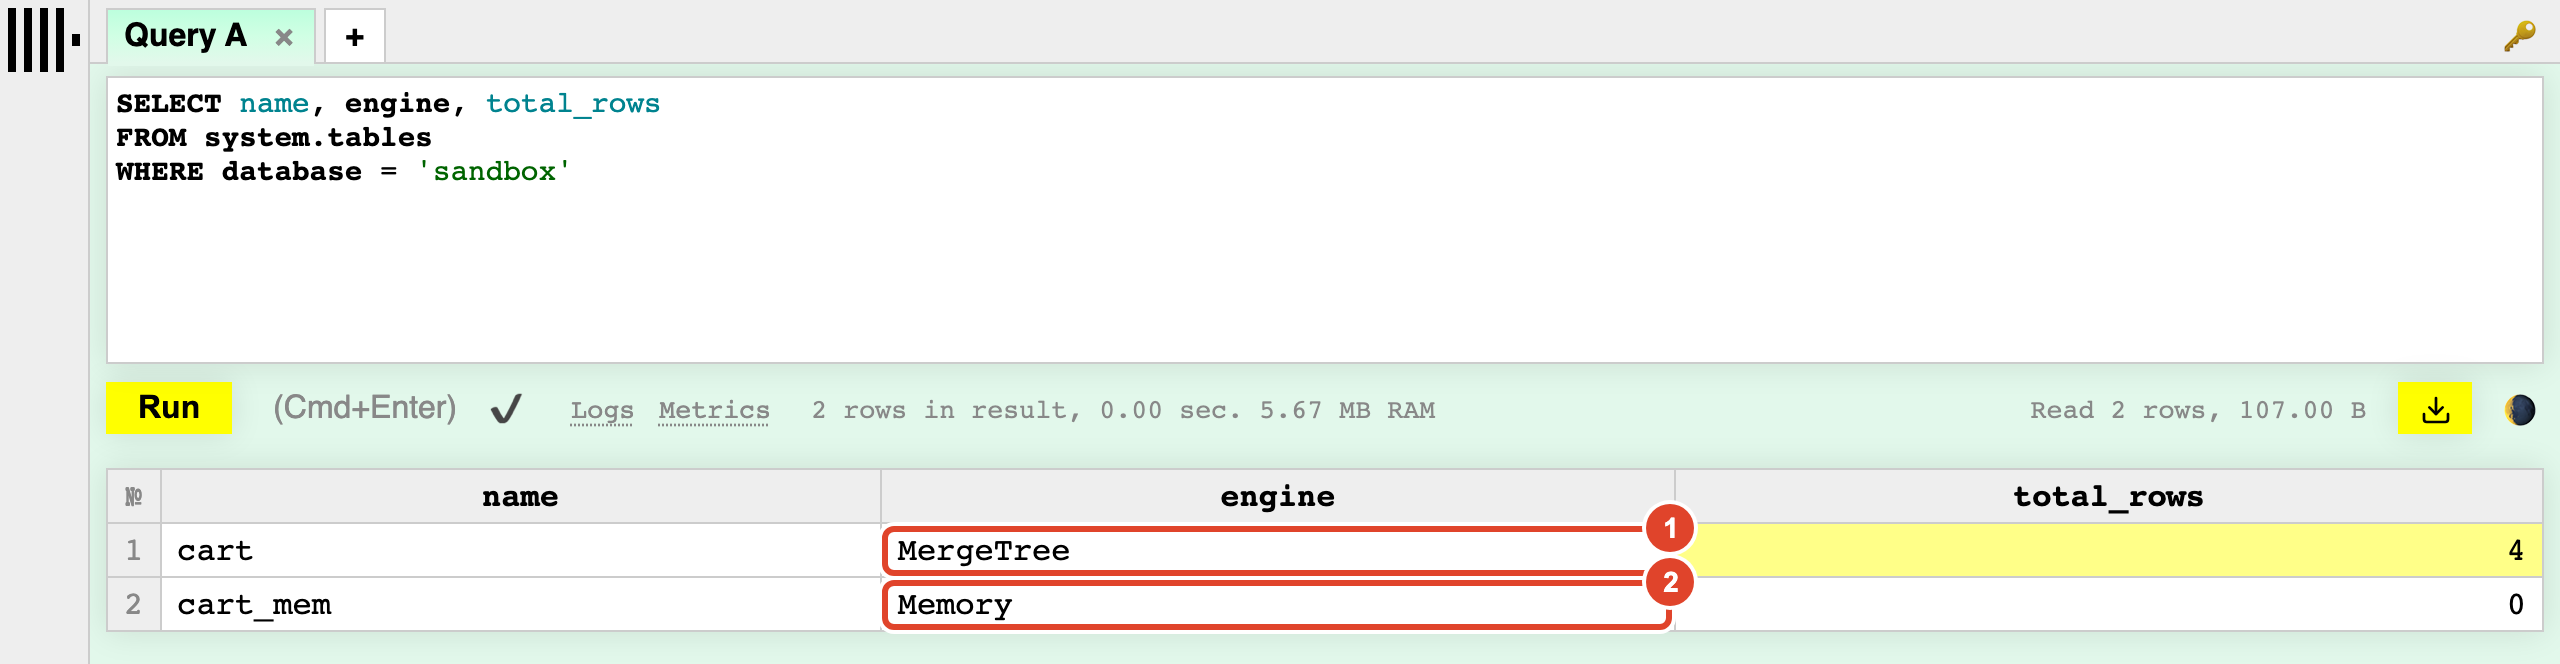 Query A × +
SELECT name, engine, total_rows
FROM system.tables
WHERE database = 'sandbox'
Run (Cmd+Enter) ✔ Logs Metrics 2 rows in result, 0.00 sec. 5.67 MB RAM Read 2 rows, 107.00 B
№ name engine total_rows
1 cart MergeTree 1 4
2 cart_mem Memory 2 0